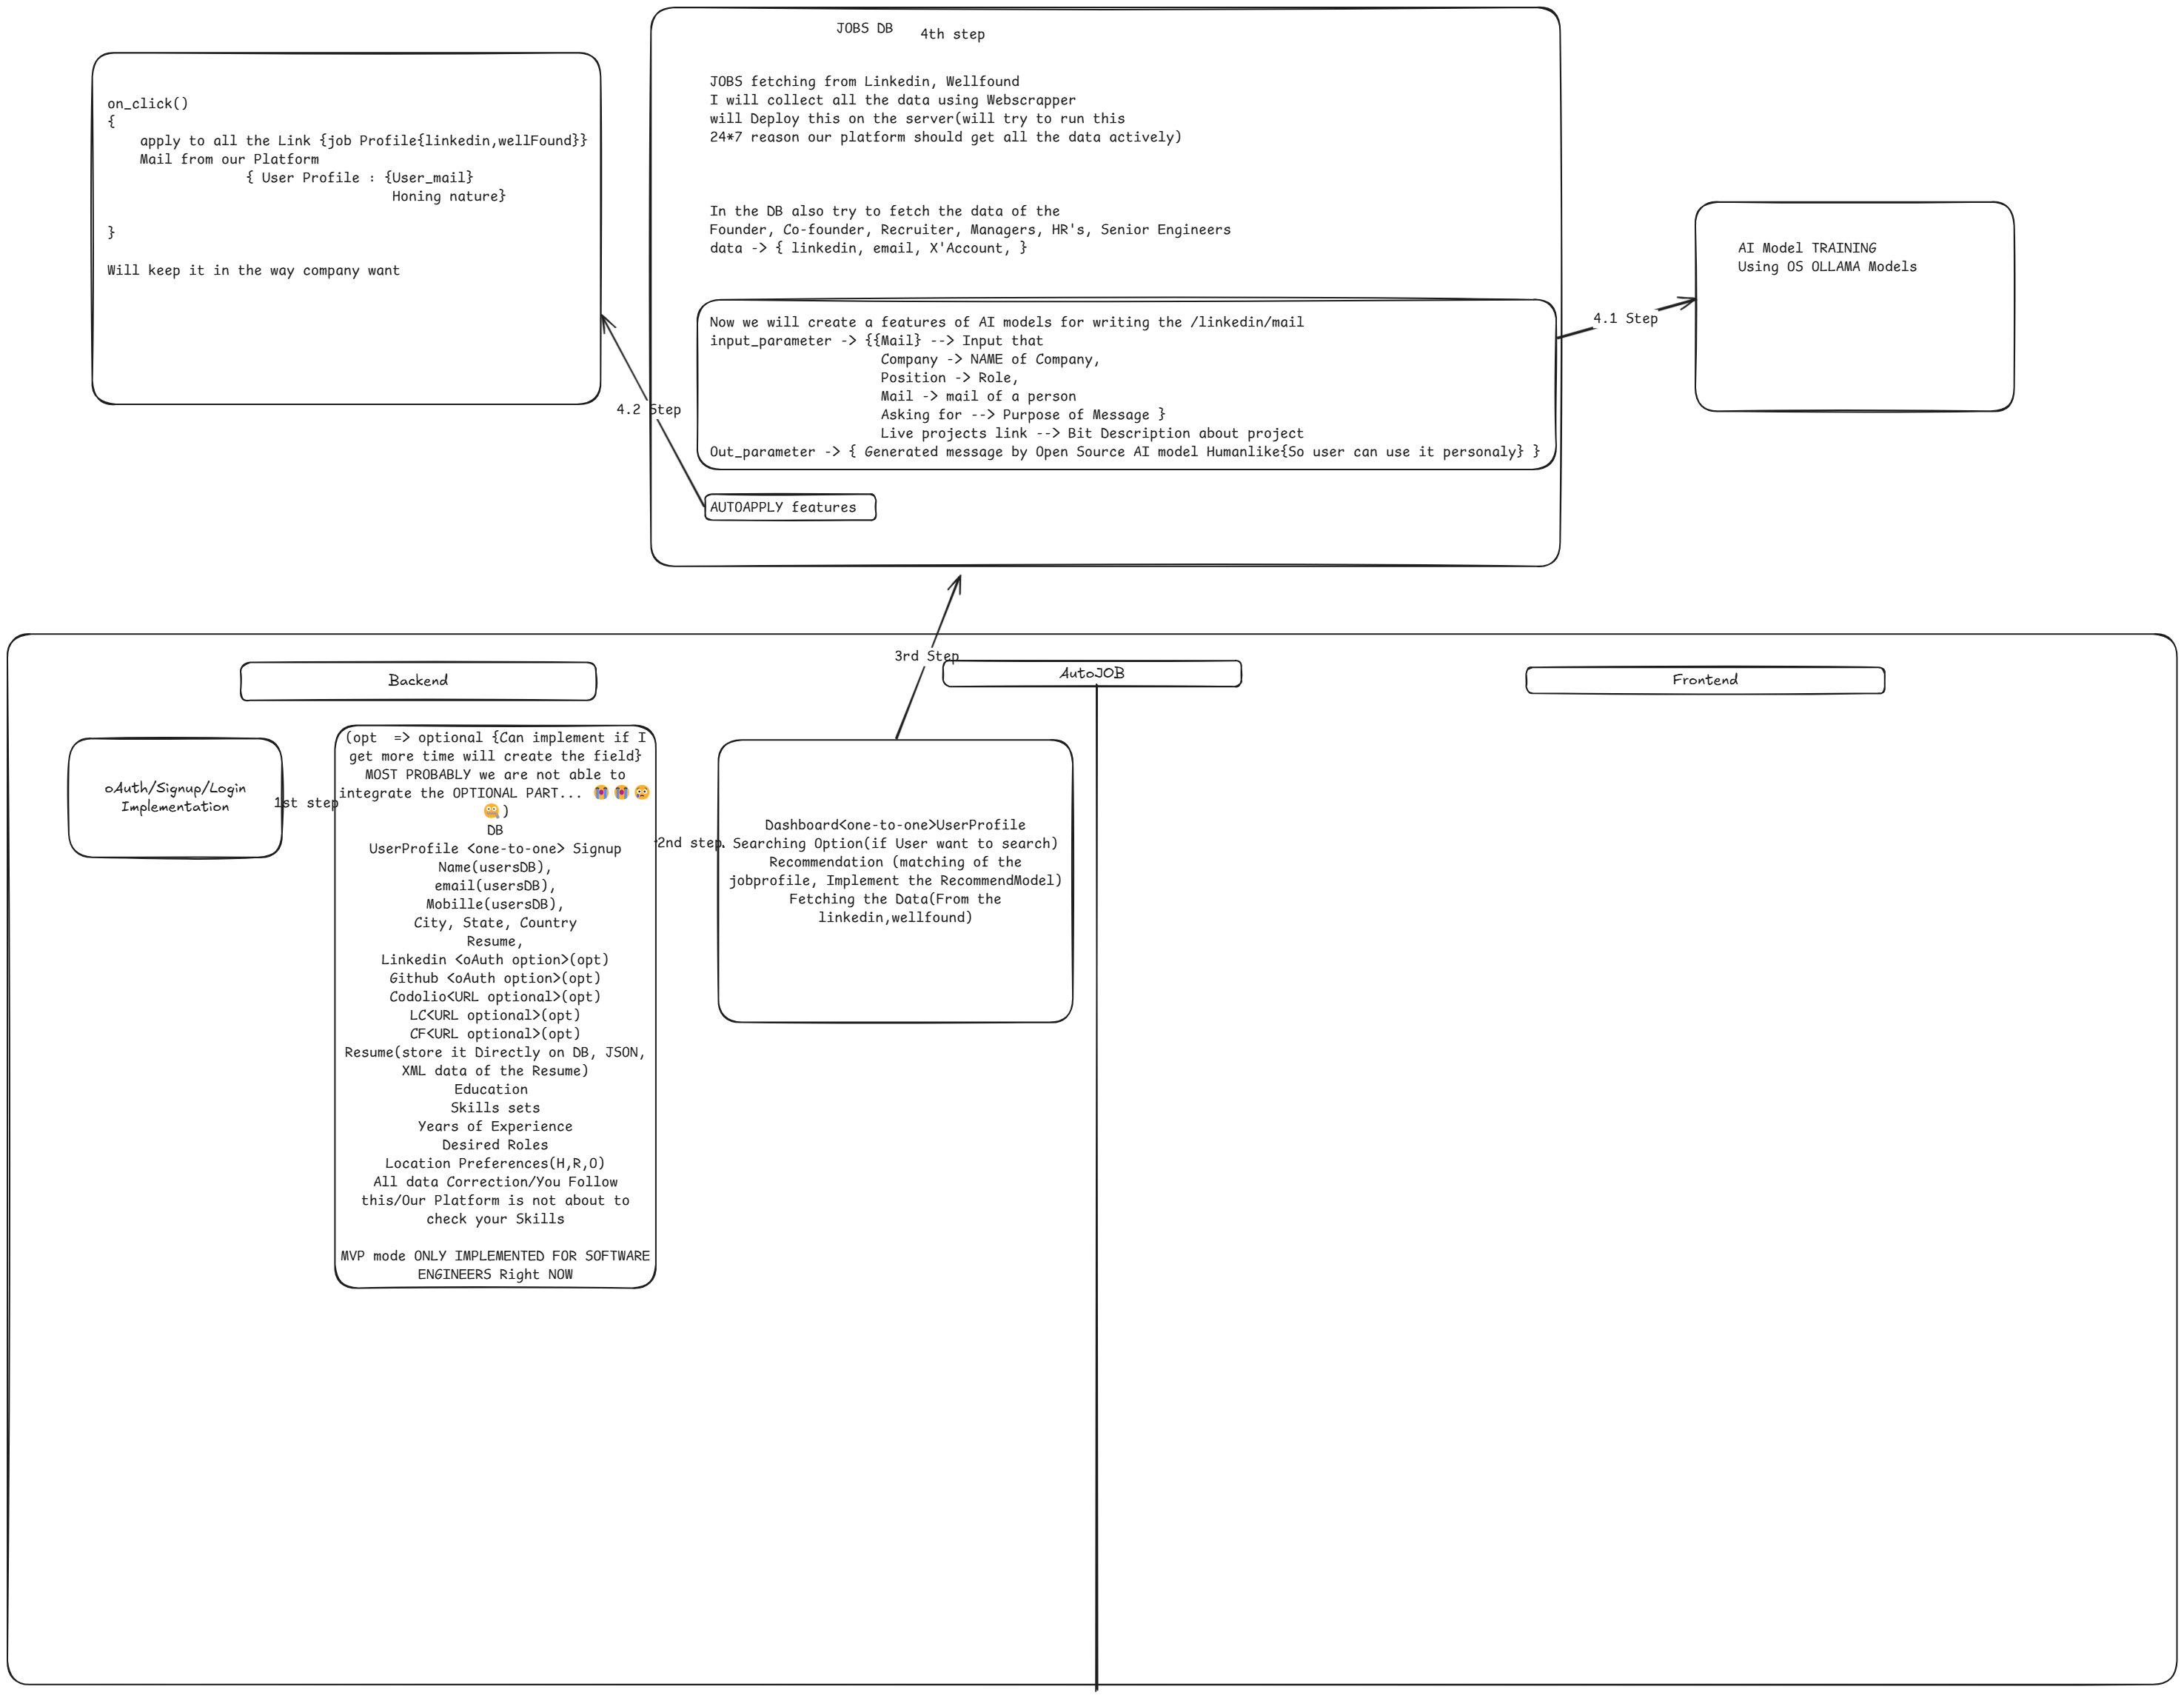 JOBS DB
4th step
JOBS fetching from Linkedin, Wellfound
I will collect all the data using Webscrapper
will Deploy this on the server(will try to run this
24*7 reason our platform should get all the data actively)
In the DB also try to fetch the data of the
Founder, Co-founder, Recruiter, Managers, HR's, Senior Engineers
data -> { linkedin, email, X'Account, }
Now we will create a features of AI models for writing the /linkedin/mail
input_parameter -> {{Mail} --> Input that
Company -> NAME of Company,
Position -> Role,
Mail -> mail of a person
Asking for --> Purpose of Message }
Live projects link --> Bit Description about project
Out_parameter -> { Generated message by Open Source AI model Humanlike{So user can use it personaly} }
AUTOAPPLY features
on_click()
{
apply to all the Link {job Profile{linkedin,wellFound}}
Mail from our Platform
{ User Profile : {User_mail}
Honing nature}
}
Will keep it in the way company want
4.2 Step
4.1 Step
AI Model TRAINING
Using OS OLLAMA Models
3rd Step
Backend
AutoJOB
Frontend
oAuth/Signup/Login
Implementation
1st step
(opt  => optional {Can implement if I
get more time will create the field}
MOST PROBABLY we are not able to
integrate the OPTIONAL PART... 😭😭😢
🤐)
DB
UserProfile <one-to-one> Signup
Name(usersDB),
email(usersDB),
Mobille(usersDB),
City, State, Country
Resume,
Linkedin <oAuth option>(opt)
Github <oAuth option>(opt)
Codolio<URL optional>(opt)
LC<URL optional>(opt)
CF<URL optional>(opt)
Resume(store it Directly on DB, JSON,
XML data of the Resume)
Education
Skills sets
Years of Experience
Desired Roles
Location Preferences(H,R,O)
All data Correction/You Follow
this/Our Platform is not about to
check your Skills
MVP mode ONLY IMPLEMENTED FOR SOFTWARE
ENGINEERS Right NOW
2nd step
Dashboard<one-to-one>UserProfile
Searching Option(if User want to search)
Recommendation (matching of the
jobprofile, Implement the RecommendModel)
Fetching the Data(From the
linkedin,wellfound)